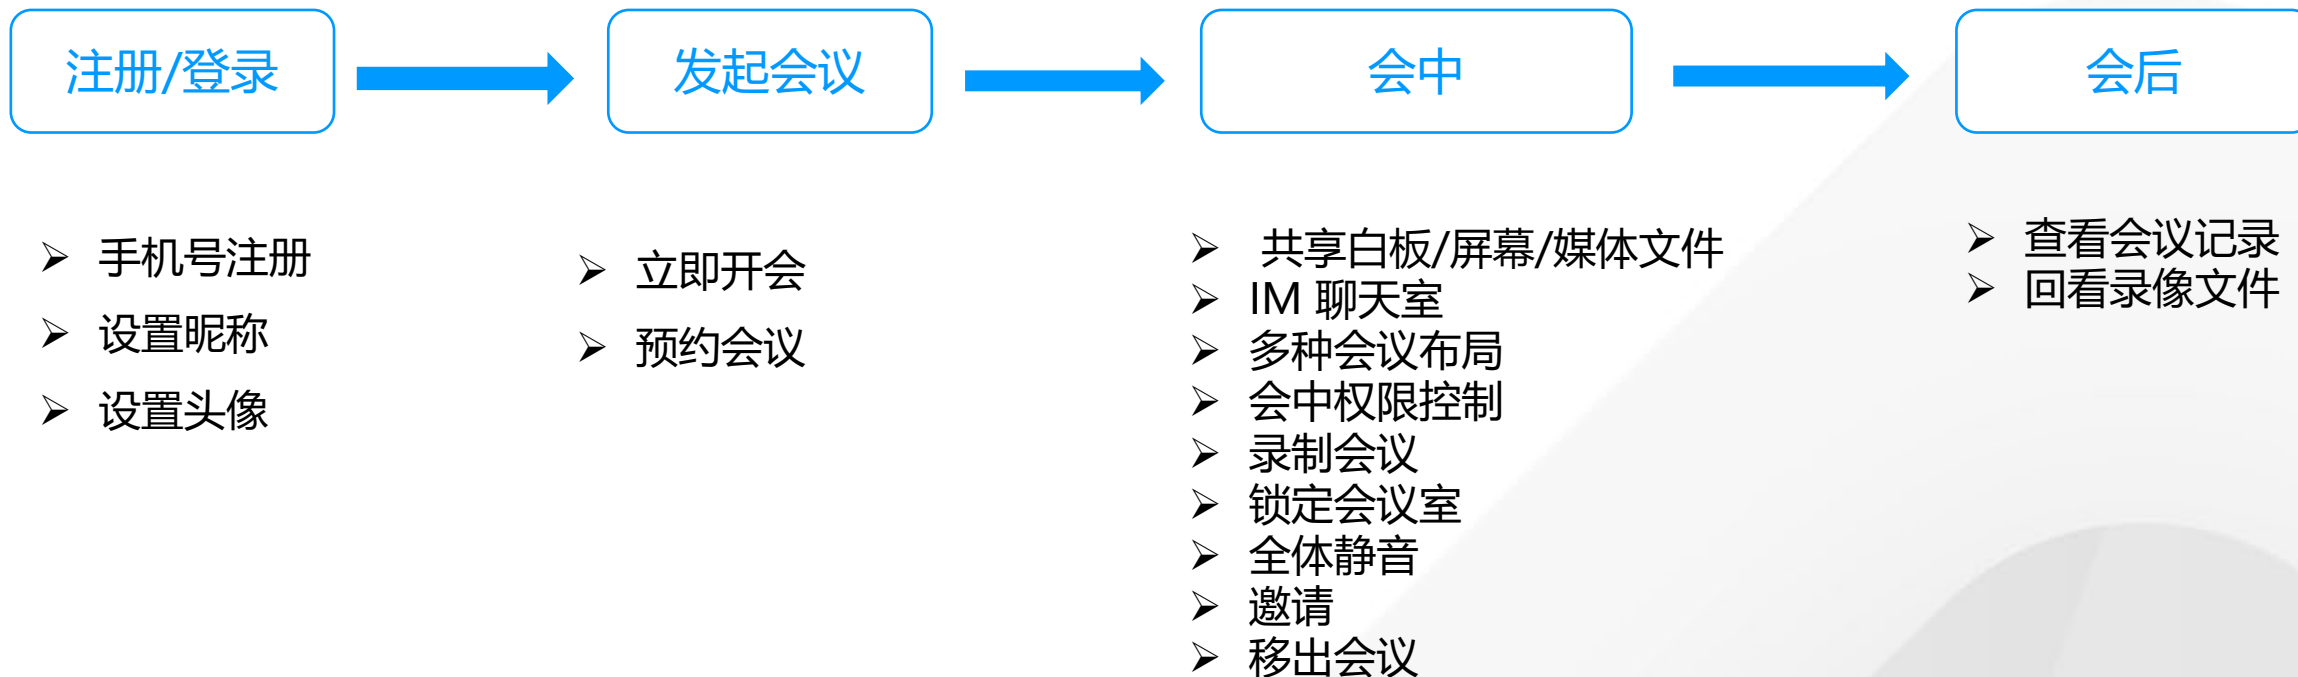 注册/登录
发起会议
会中
会后
手机号注册
设置昵称
设置头像
立即开会
预约会议
共享白板/屏幕/媒体文件
IM 聊天室
多种会议布局
会中权限控制
录制会议
锁定会议室
全体静音
邀请
移出会议
查看会议记录
回看录像文件